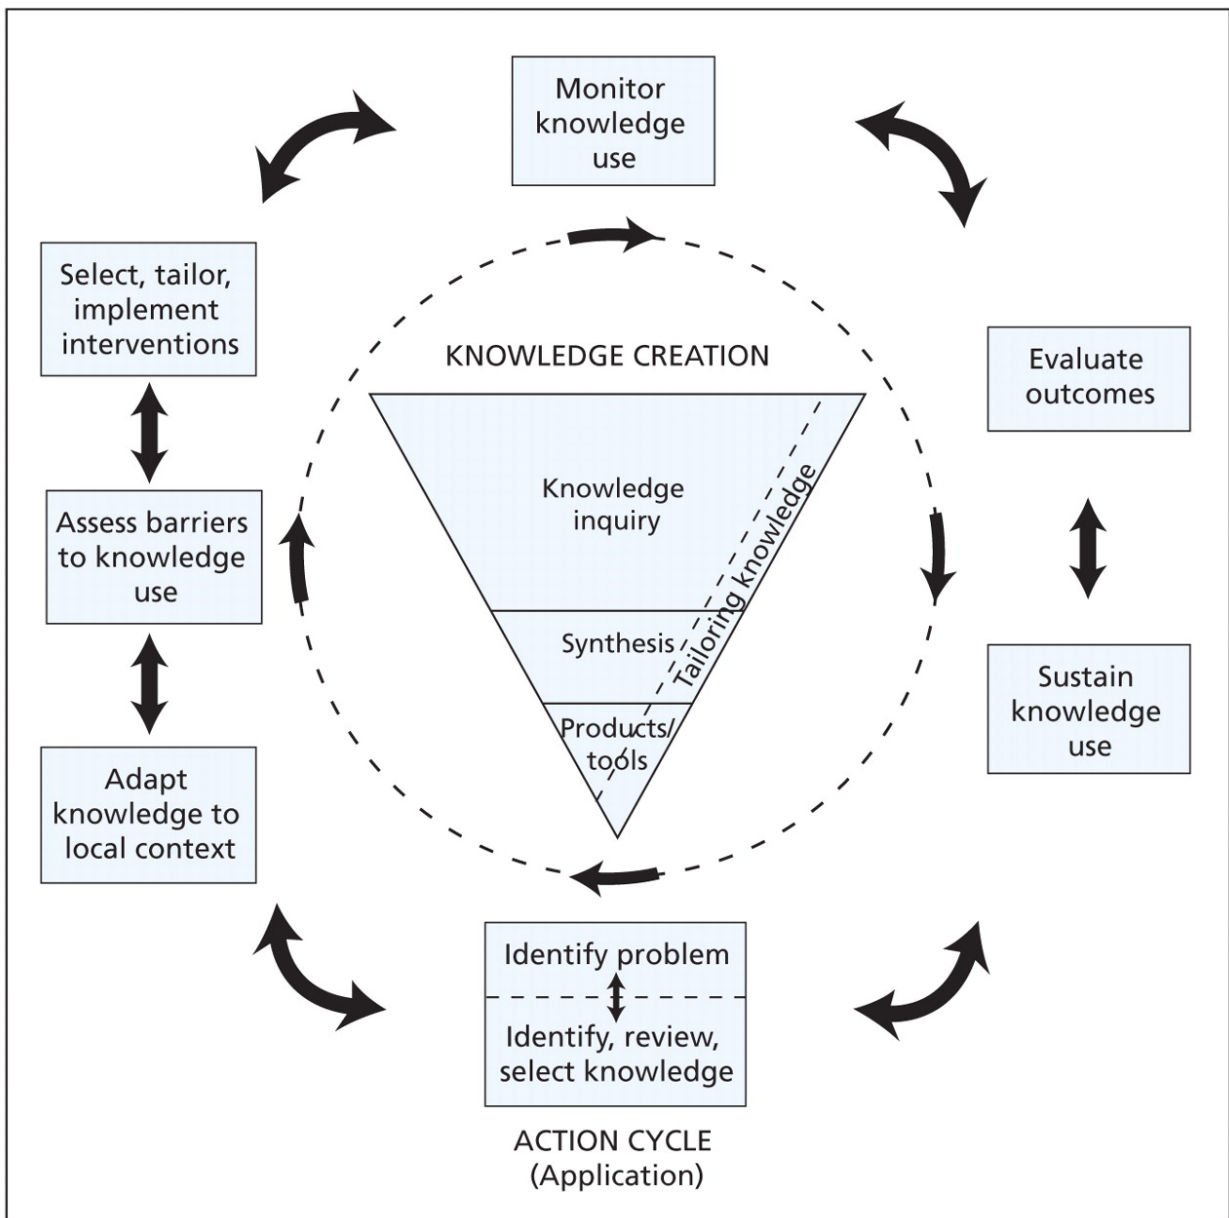 Monitor
knowledge
use
Select, tailor,
implement
interventions
Evaluate
outcomes
KNOWLEDGE CREATION
Knowledge
inquiry
Tailoring knowledge
Assess barriers
to knowledge
use
Synthesis
Products/
tools
Sustain
knowledge
use
Adapt
knowledge to
local context
Identify problem
Identify, review,
select knowledge
ACTION CYCLE
(Application)